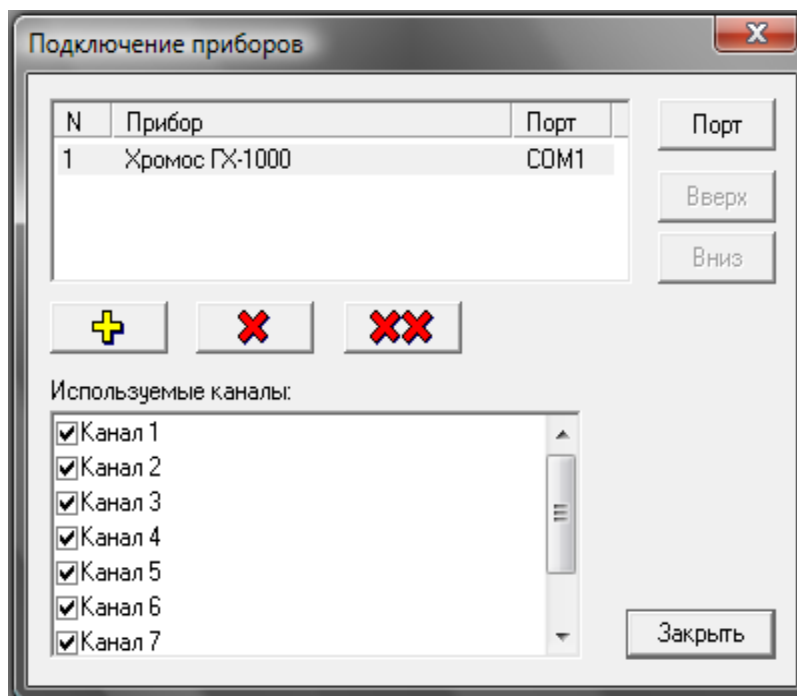 Подключение приборов
N Прибор Порт
1 Хромос ГХ-1000 COM1
Порт
Вверх
Вниз
Используемые каналы:
Канал 1
Канал 2
Канал 3
Канал 4
Канал 5
Канал 6
Канал 7
Закрыть